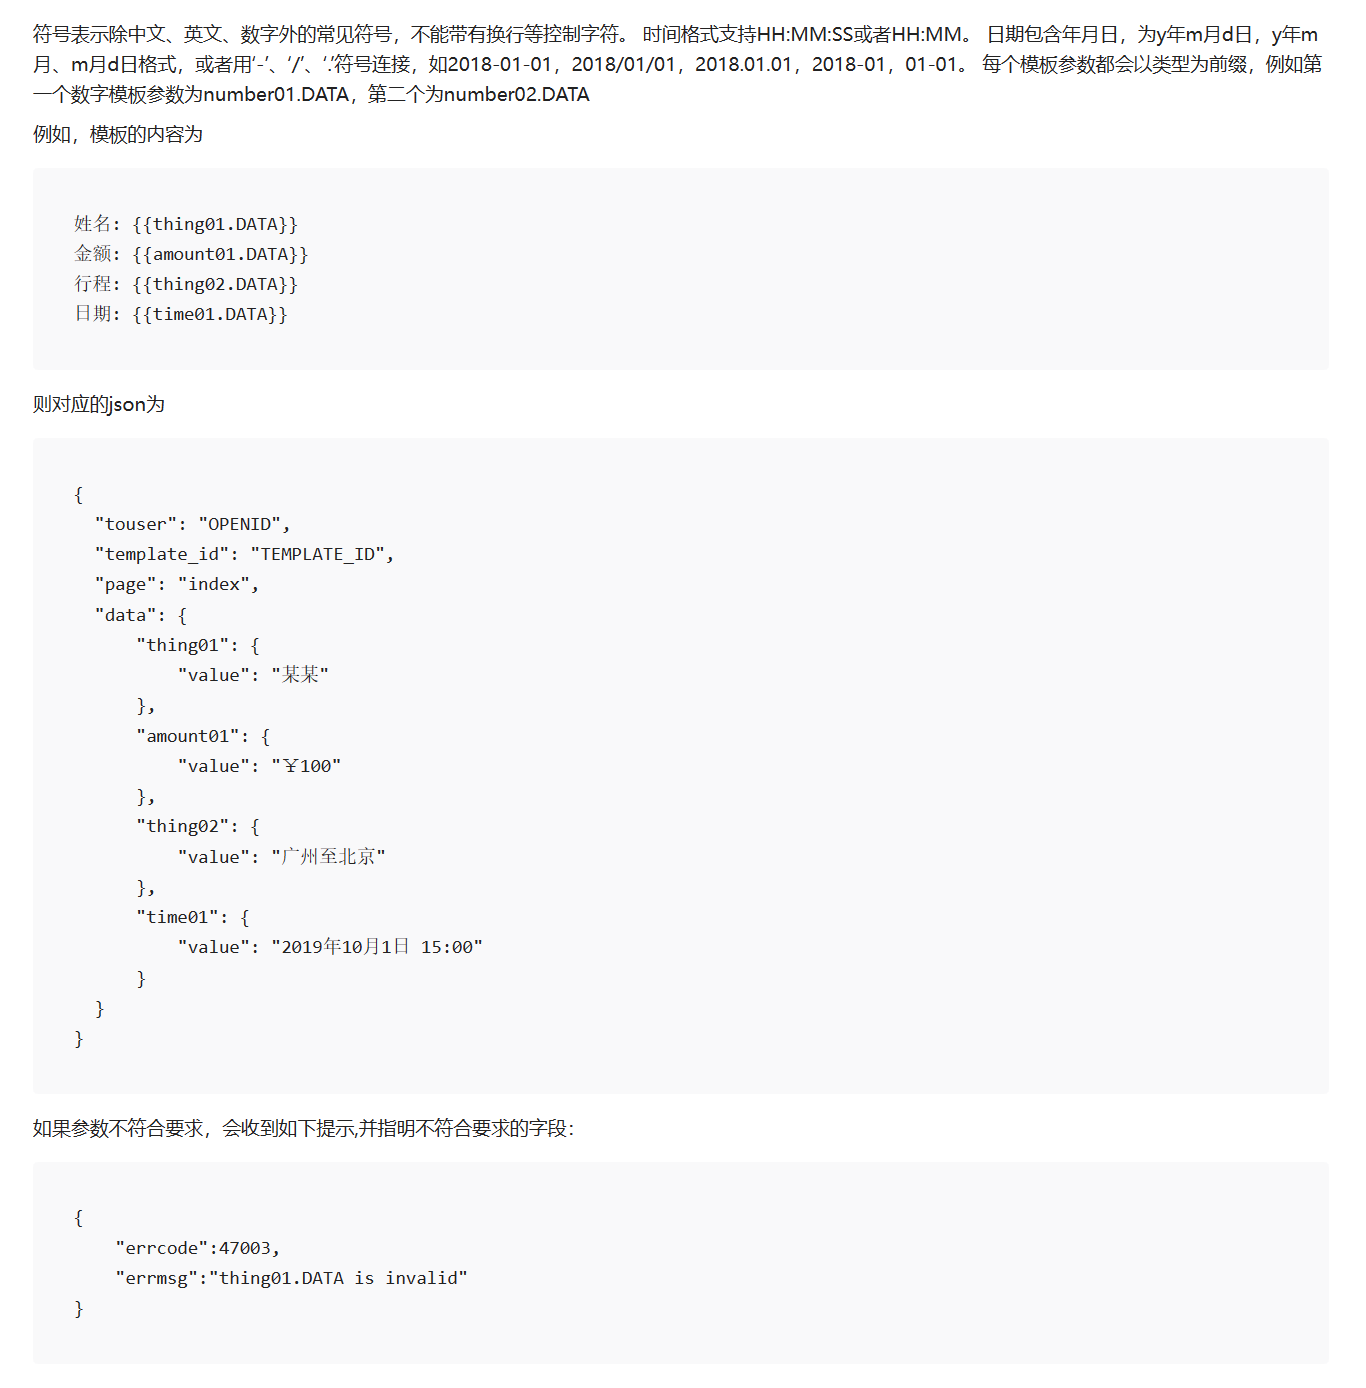 符号表示除中文、英文、数字外的常见符号，不能带有换行等控制字符。 时间格式支持HH:MM:SS或者HH:MM。 日期包含年月日，为y年m月d日，y年m
月、m月d日格式，或者用‘-’、‘/’、‘.’符号连接，如2018-01-01，2018/01/01，2018.01.01，2018-01，01-01。 每个模板参数都会以类型为前缀，例如第
一个数字模板参数为number01.DATA，第二个为number02.DATA
例如，模板的内容为
姓名: {{thing01.DATA}}
金额: {{amount01.DATA}}
行程: {{thing02.DATA}}
日期: {{time01.DATA}}
则对应的json为
{
  "touser": "OPENID",
  "template_id": "TEMPLATE_ID",
  "page": "index",
  "data": {
      "thing01": {
          "value": "某某"
      },
      "amount01": {
          "value": "￥100"
      },
      "thing02": {
          "value": "广州至北京"
      },
      "time01": {
          "value": "2019年10月1日 15:00"
      }
  }
}
如果参数不符合要求，会收到如下提示,并指明不符合要求的字段：
{
    "errcode":47003,
    "errmsg":"thing01.DATA is invalid"
}